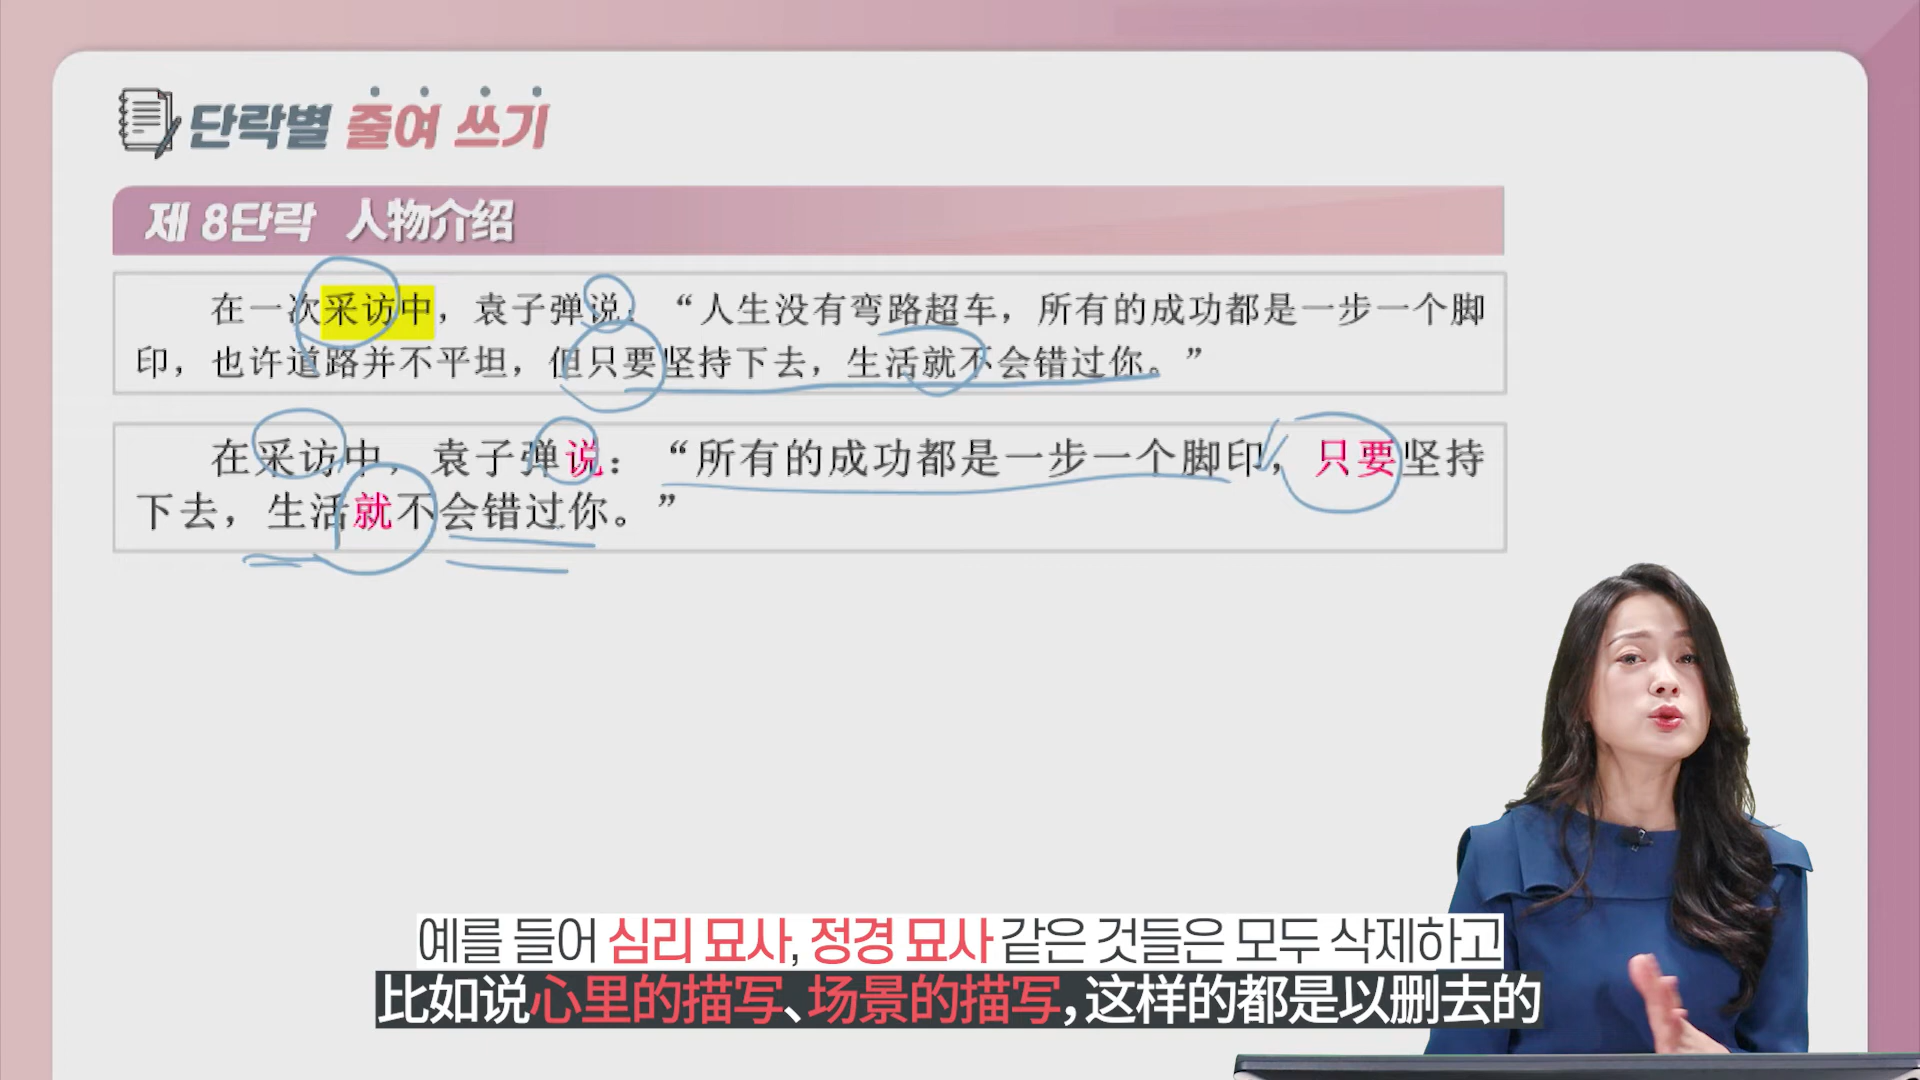 단락별 줄여 쓰기
제 8단락 人物介绍
在一次采访中，袁子弹说：“人生没有弯路超车，所有的成功都是一步一个脚
印，也许道路并不平坦，但只要坚持下去，生活就不会错过你。”
在采访中，袁子弹说：“所有的成功都是一步一个脚印，只要坚持
下去，生活就不会错过你。”
예를 들어 심리 묘사, 정경 묘사 같은 것들은 모두 삭제하고
比如说心里的描写、场景的描写，这样的都是以删去的